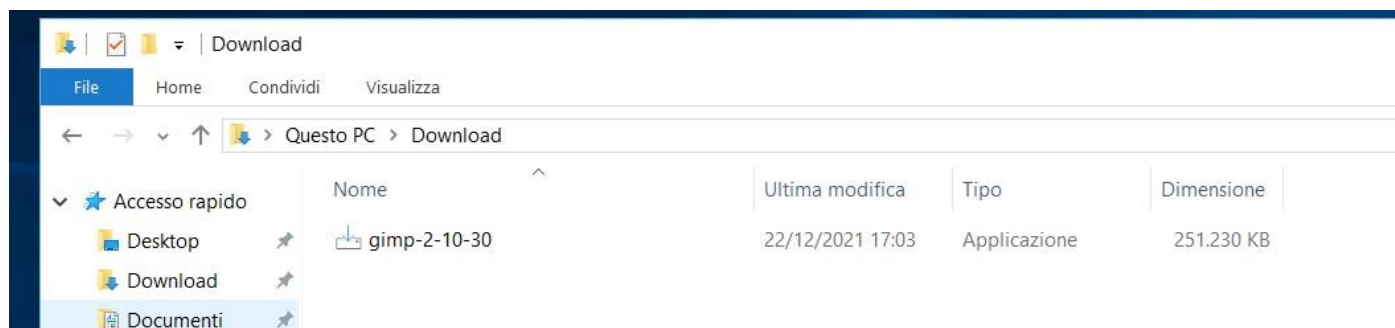 Download
File Home Condividi Visualizza
Questo PC > Download
Nome Ultima modifica Tipo Dimensione
Accesso rapido
gimp-2-10-30 22/12/2021 17:03 Applicazione 251.230 KB
Desktop
Download
Documenti